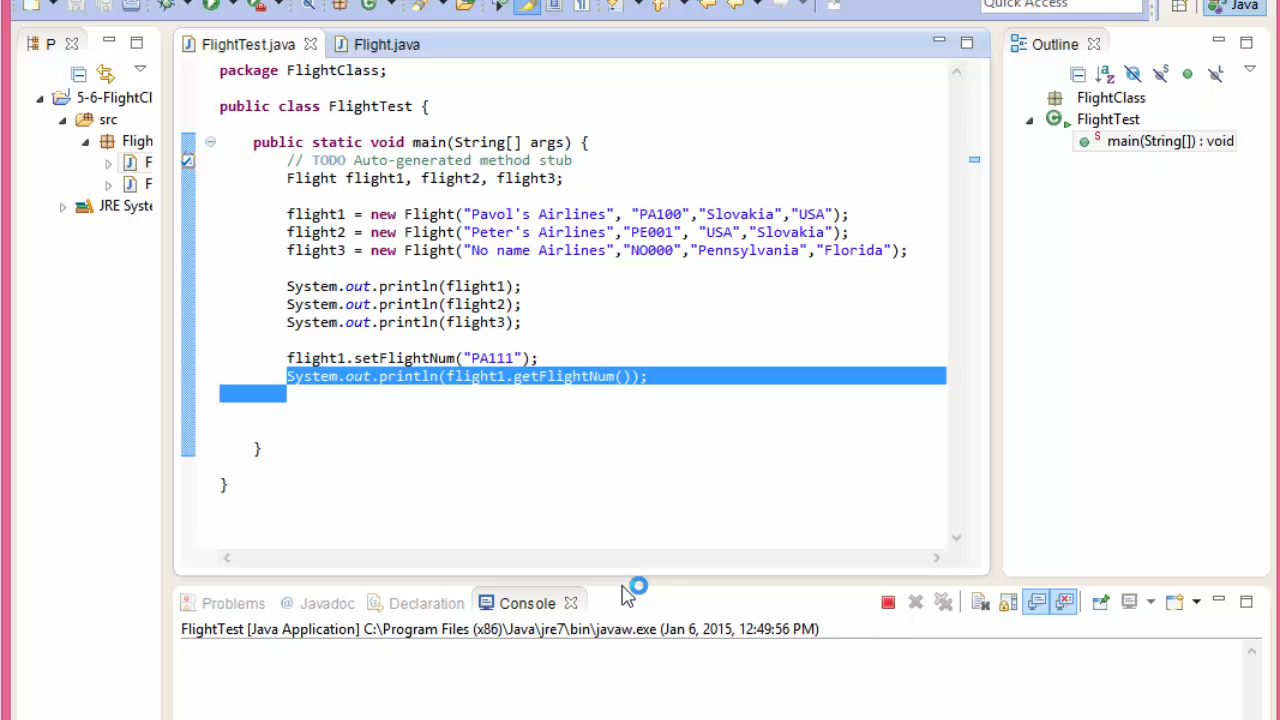 Quick Access
Java
P
FlightTest.java
Flight.java
Outline
5-6-FlightCl
src
Fligh
F
F
JRE Syste
package FlightClass;
public class FlightTest {
public static void main(String[] args) {
// TODO Auto-generated method stub
Flight flight1, flight2, flight3;
flight1 = new Flight("Pavol's Airlines", "PA100","Slovakia","USA");
flight2 = new Flight("Peter's Airlines","PE001", "USA","Slovakia");
flight3 = new Flight("No name Airlines","NO000","Pennsylvania","Florida");
System.out.println(flight1);
System.out.println(flight2);
System.out.println(flight3);
flight1.setFlightNum("PA111");
System.out.println(flight1.getFlightNum());
}
}
FlightClass
FlightTest
main(String[]) : void
Problems
@ Javadoc
Declaration
Console
FlightTest [Java Application] C:\Program Files (x86)\Java\jre7\bin\javaw.exe (Jan 6, 2015, 12:49:56 PM)